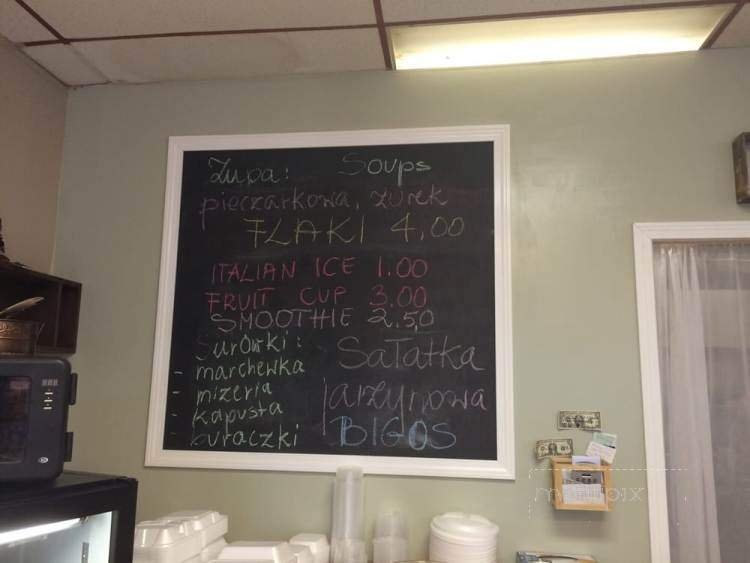 Zupa: Soups
pieczarkowa, żurek
FLAKI 4,00
ITALIAN ICE 1.00
FRUIT CUP 3.00
SMOOTHIE 2.50
Surówki:
- marchewka
- mizeria
- kapusta
- buraczki
Sałatka
jarzynowa
BIGOS